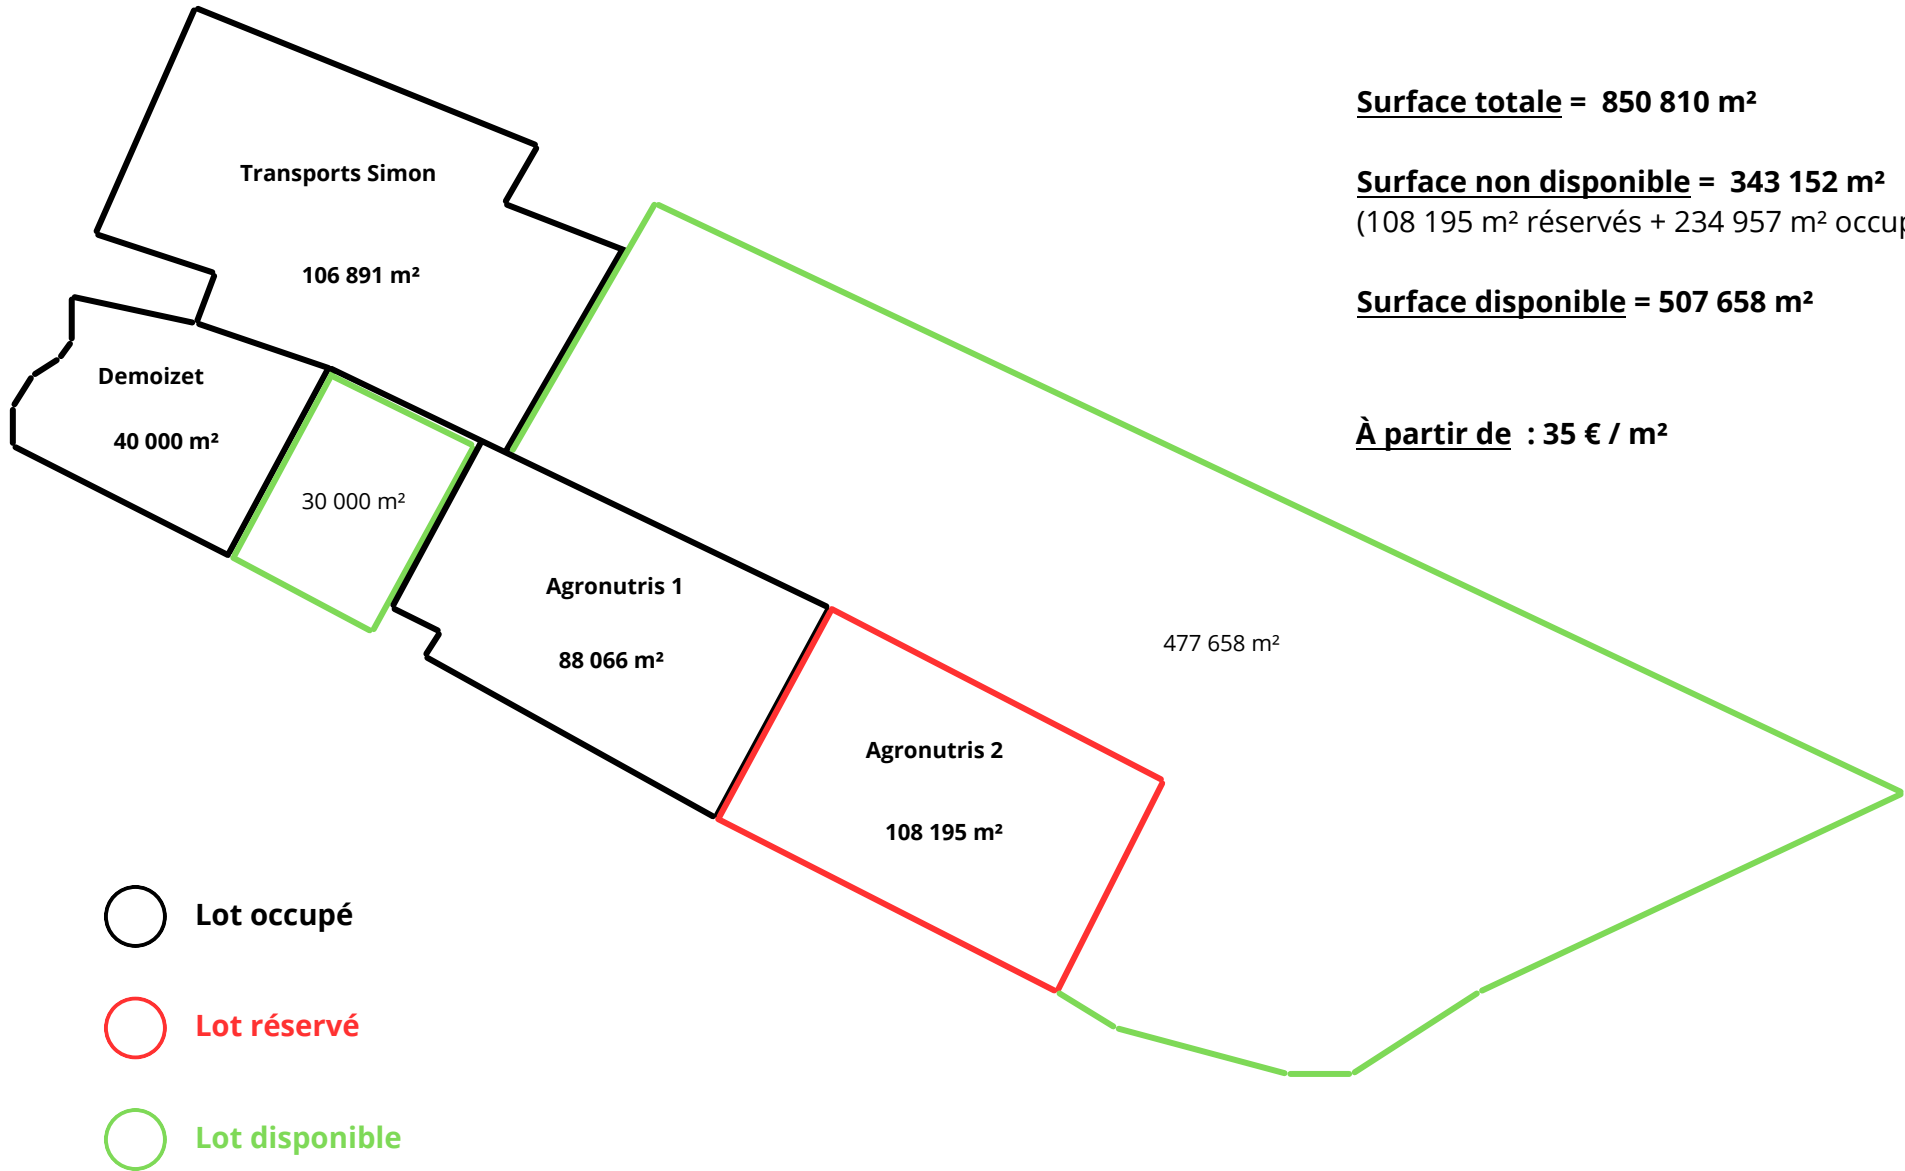 Surface totale = 850 810 m²
Surface non disponible = 343 152 m²
(108 195 m² réservés + 234 957 m²
Surface disponible = 507 658 m²
À partir de : 35 € / m²
Transports Simon
106 891 m²
Demoizet
40 000 m²
30 000 m²
Agronutris 1
88 066 m²
477 658 m²
Agronutris 2
108 195 m²
Lot occupé
Lot réservé
Lot disponible